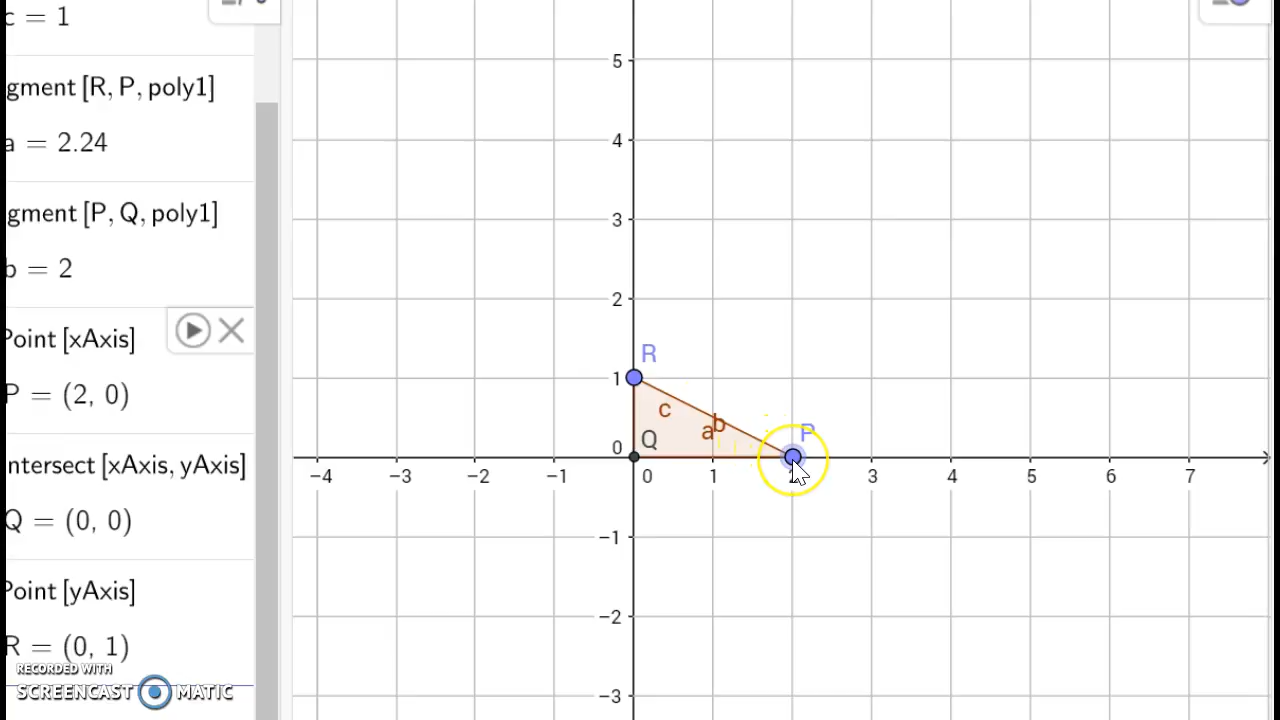 c = 1
gment [R, P, poly1]
a = 2.24
gment [P, Q, poly1]
b = 2
Point [xAxis]
P = (2, 0)
ntersect [xAxis, yAxis]
Q = (0, 0)
Point [yAxis]
R = (0, 1)
RECORDED WITH
SCREENCAST MATIC
5
4
3
2
R
1
c
b
a
P
Q
0
−4 −3 −2 −1 0 1 2 3 4 5 6 7
−1
−2
−3